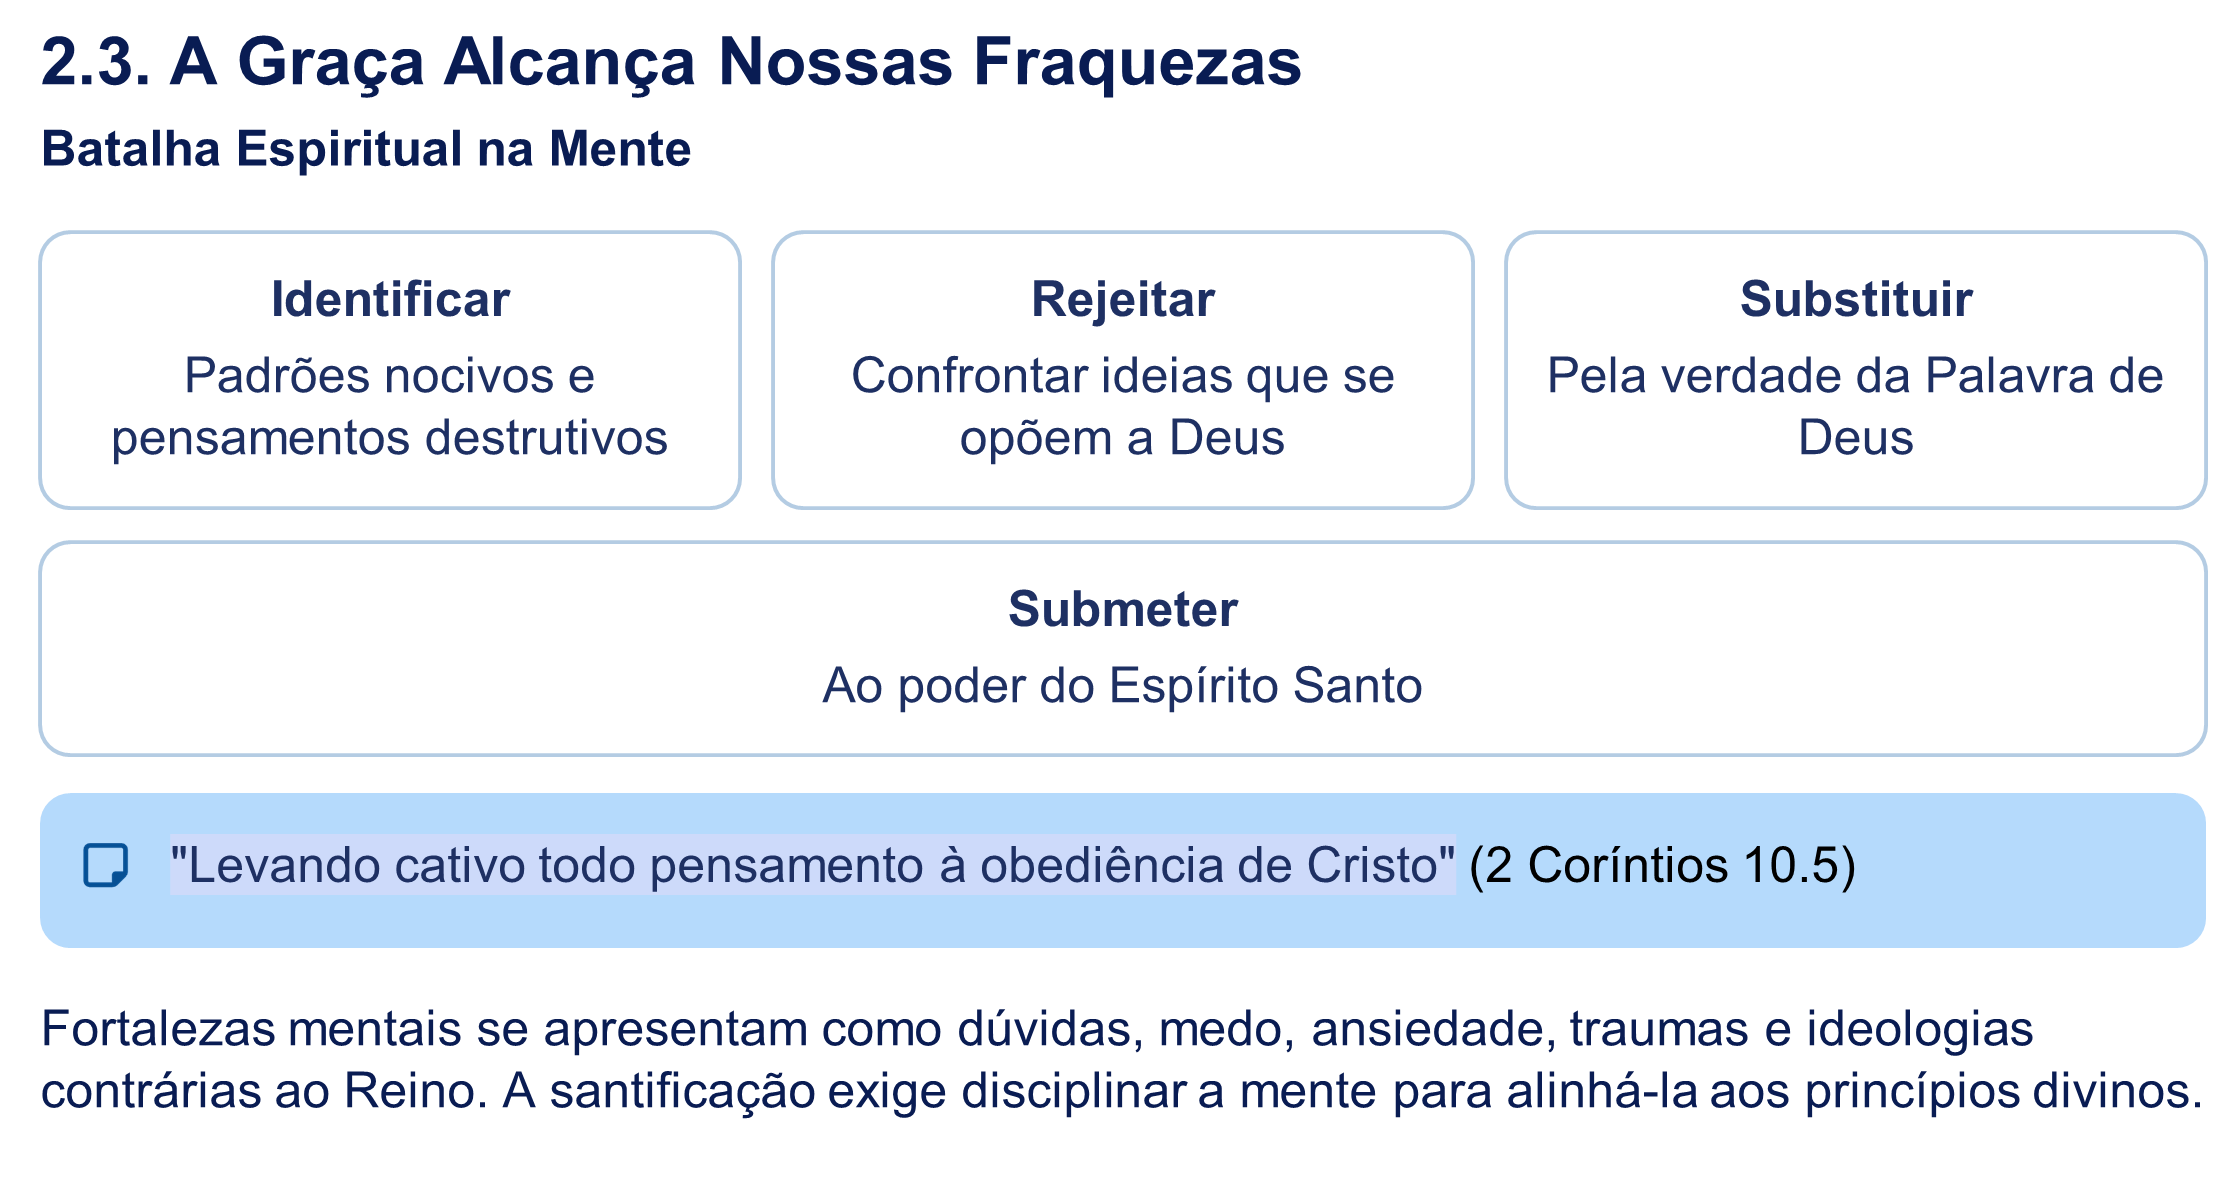 2.3. A Graça Alcança Nossas Fraquezas
Batalha Espiritual na Mente
Identificar
Padrões nocivos e
pensamentos destrutivos
Rejeitar
Confrontar ideias que se
opõem a Deus
Substituir
Pela verdade da Palavra de
Deus
Submeter
Ao poder do Espírito Santo
"Levando cativo todo pensamento à obediência de Cristo" (2 Coríntios 10.5)
Fortalezas mentais se apresentam como dúvidas, medo, ansiedade, traumas e ideologias
contrárias ao Reino. A santificação exige disciplinar a mente para alinhá-la aos princípios divinos.